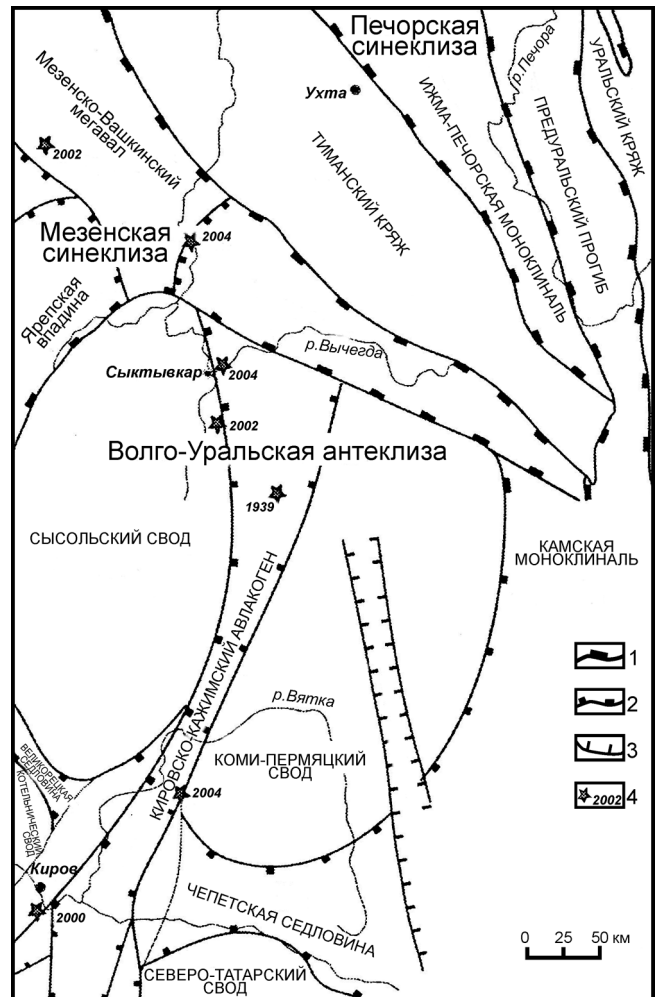 Печорская
синеклиза
р.Печора
УРАЛЬСКИЙ КРЯЖ
Мезенско-Вашкинский
мегавал
Ухта
ИЖМА-ПЕЧОРСКАЯ МОНОКЛИНАЛЬ
ПРЕДУРАЛЬСКИЙ ПРОГИБ
ТИМАНСКИЙ КРЯЖ
2002
Мезенская
синеклиза
2004
Яренская
впадина
р.Вычегда
Сыктывкар
2004
2002
Волго-Уральская антеклиза
1939
СЫСОЛЬСКИЙ СВОД
КАМСКАЯ
МОНОКЛИНАЛЬ
КИРОВСКО-КАЖИМСКИЙ АВЛАКОГЕН
1
2
3
2002
4
р.Вятка
КОМИ-ПЕРМЯЦКИЙ
СВОД
2004
ВЕЛИКОРЕЦКАЯ
СЕДЛОВИНА
КОТЕЛЬНИЧЕСКИЙ
СВОД
Киров
2000
ЧЕПЕТСКАЯ СЕДЛОВИНА
0 25 50 км
СЕВЕРО-ТАТАРСКИЙ
СВОД